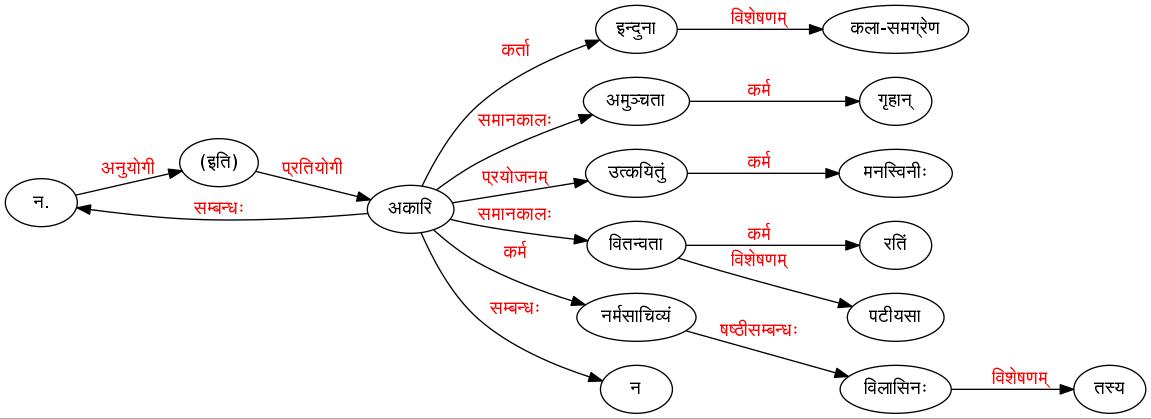 इन्दुना
विशेषणम्
कला-समग्रेण
कर्ता
अमुञ्चता
कर्म
गृहान्
समानकालः
अनुयोगी
(इति)
प्रतियोगी
प्रयोजनम्
उत्कयितुं
कर्म
मनस्विनीः
न.
सम्बन्धः
अकारि
समानकालः
वितन्वता
कर्म
रतिं
विशेषणम्
पटीयसा
कर्म
नर्मसाचिव्यं
षष्ठीसम्बन्धः
विलासिनः
विशेषणम्
तस्य
सम्बन्धः
न